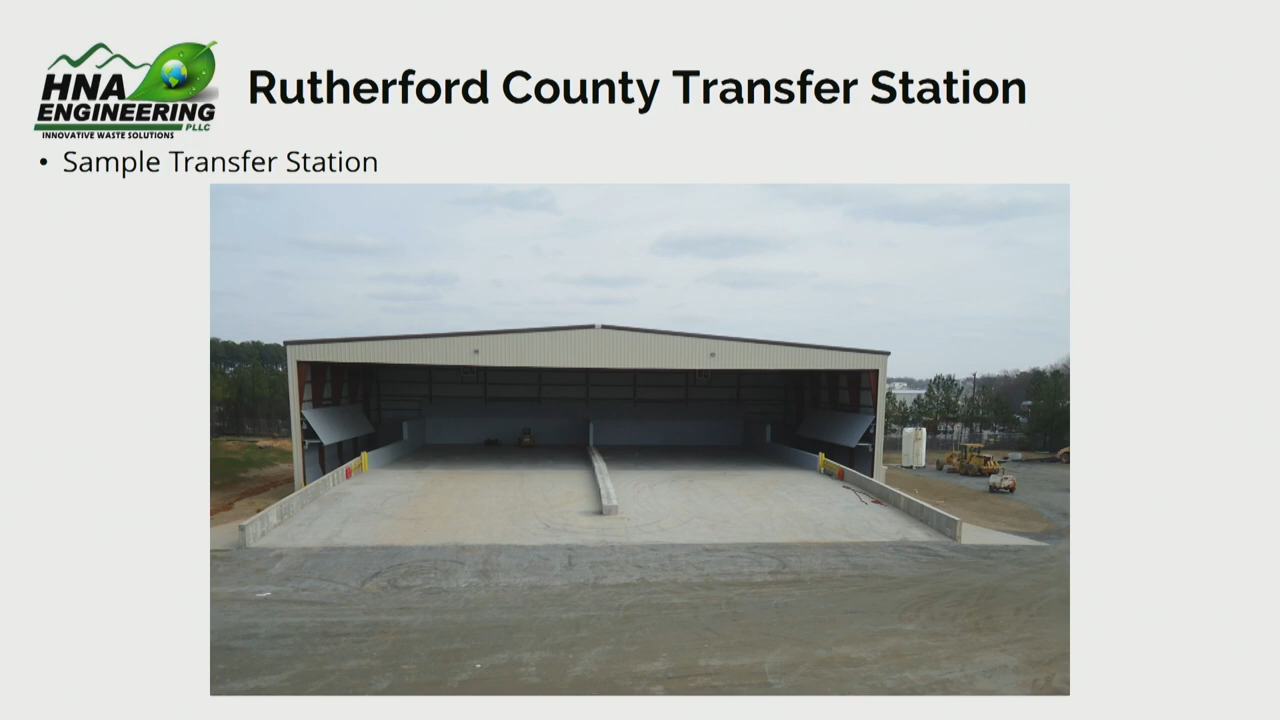 HNA
ENGINEERING
PLLC
INNOVATIVE WASTE SOLUTIONS
Rutherford County Transfer Station
• Sample Transfer Station